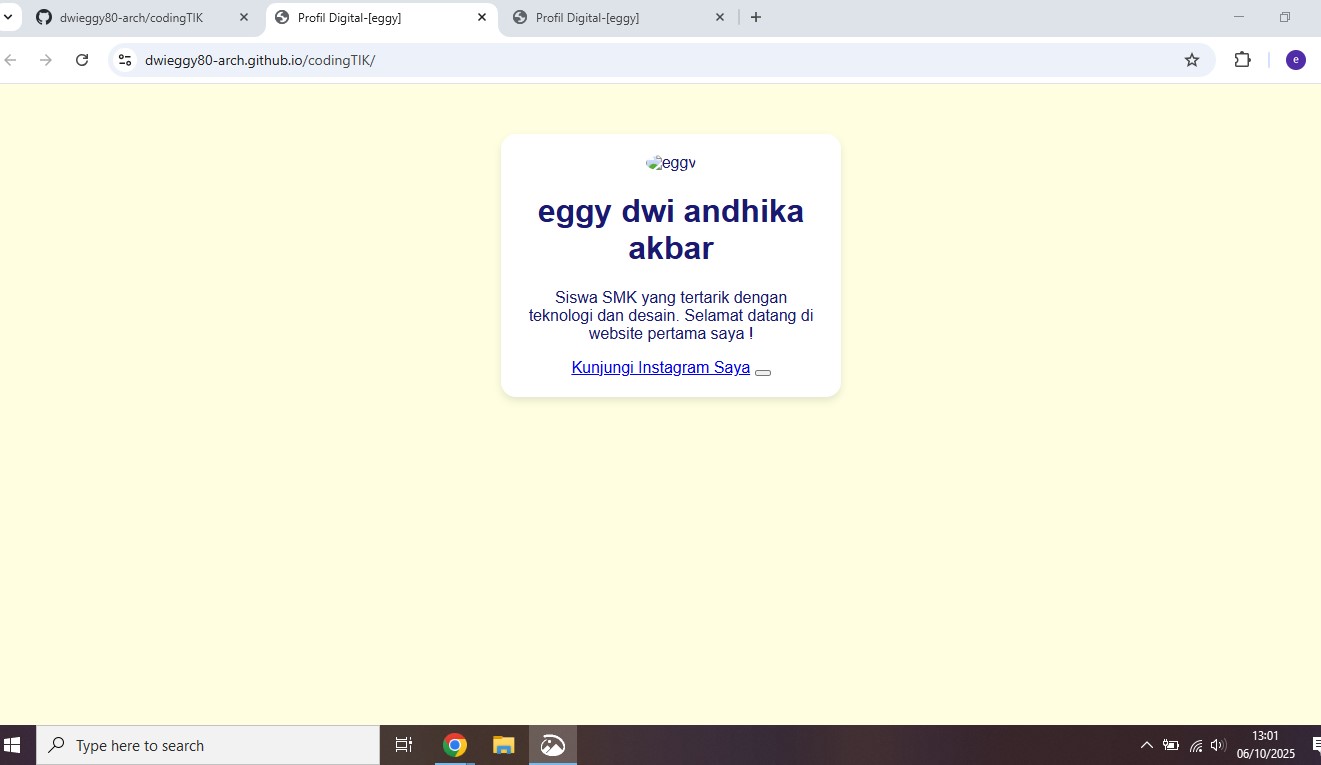 dwieggy80-arch/codingTIK
Profil Digital-[eggy]
Profil Digital-[eggy]
dwieggy80-arch.github.io/codingTIK/
e
eggy
eggy dwi andhika
akbar
Siswa SMK yang tertarik dengan
teknologi dan desain. Selamat datang di
website pertama saya !
Kunjungi Instagram Saya
Type here to search
13:01
06/10/2025